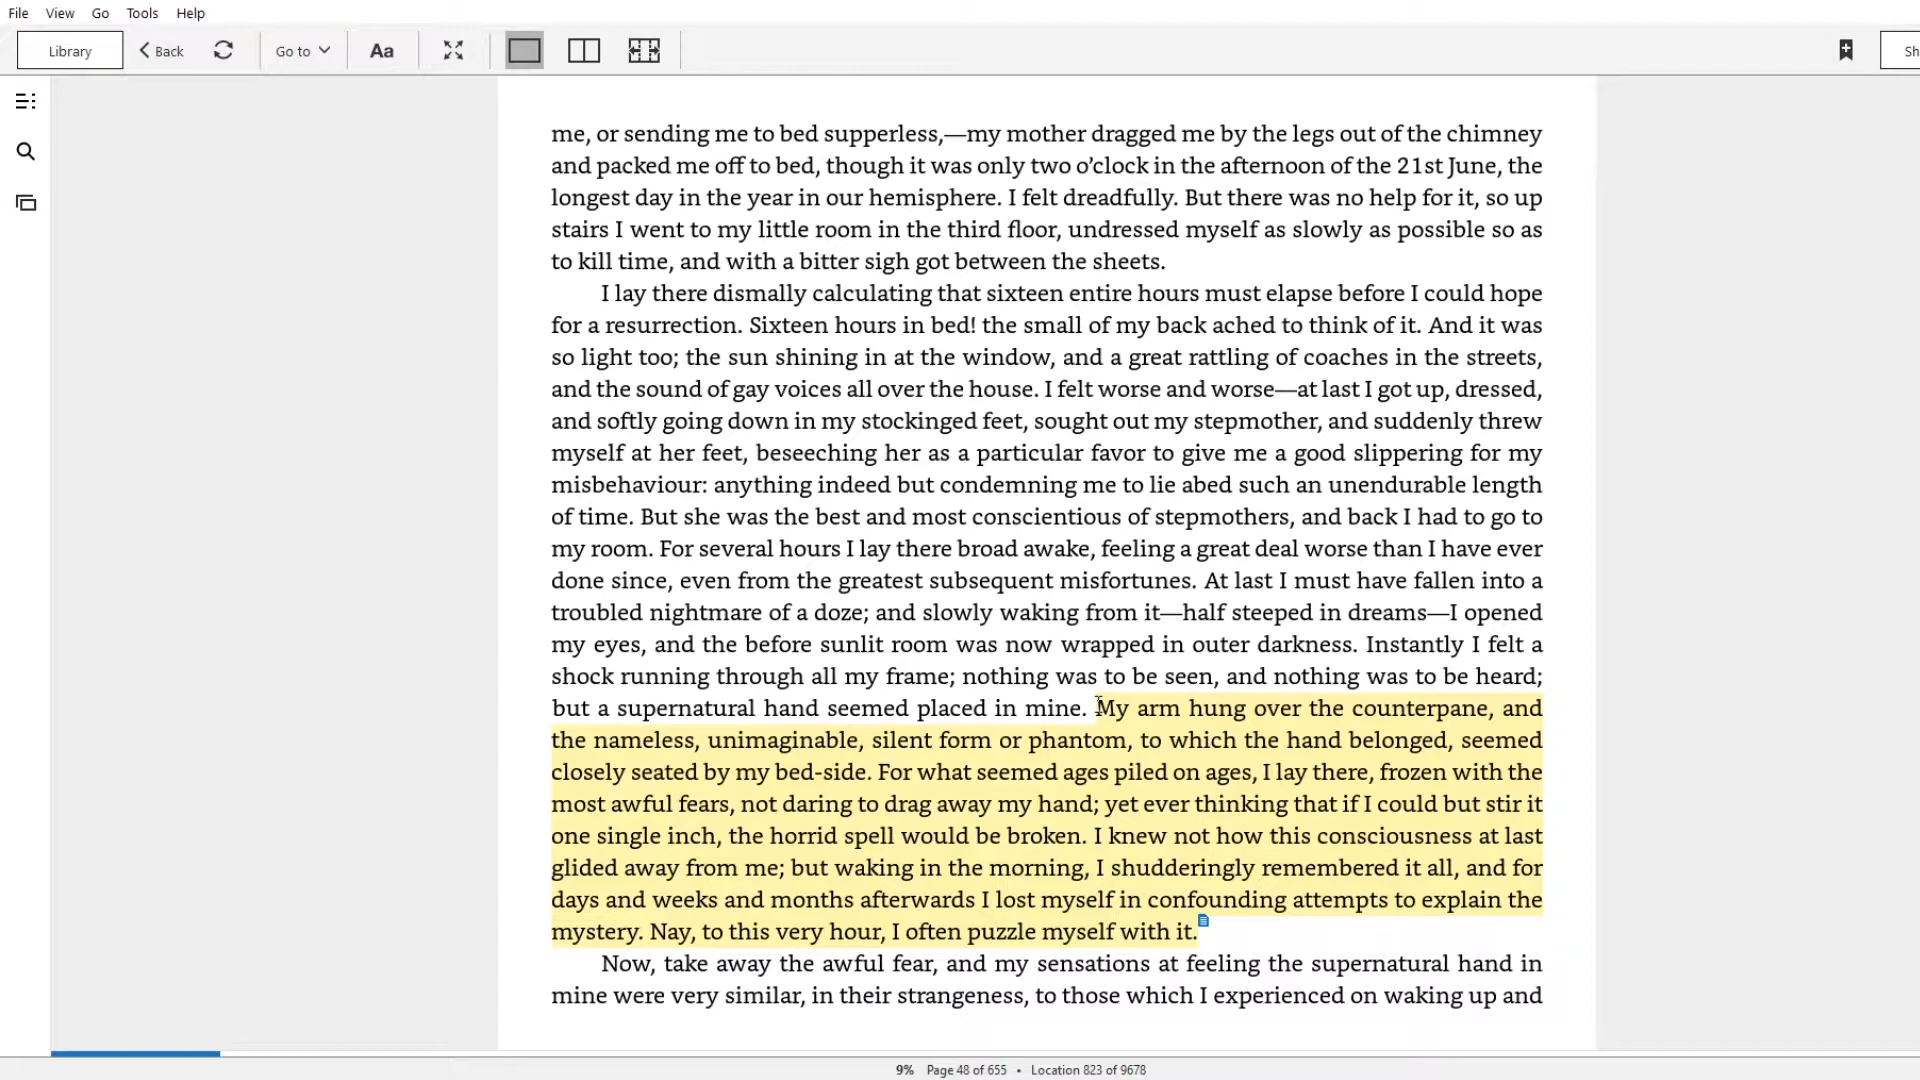 File View Go Tools Help
Library Back Go to Aa Sh
me, or sending me to bed supperless,—my mother dragged me by the legs out of the chimney
and packed me off to bed, though it was only two o’clock in the afternoon of the 21st June, the
longest day in the year in our hemisphere. I felt dreadfully. But there was no help for it, so up
stairs I went to my little room in the third floor, undressed myself as slowly as possible so as
to kill time, and with a bitter sigh got between the sheets.
I lay there dismally calculating that sixteen entire hours must elapse before I could hope
for a resurrection. Sixteen hours in bed! the small of my back ached to think of it. And it was
so light too; the sun shining in at the window, and a great rattling of coaches in the streets,
and the sound of gay voices all over the house. I felt worse and worse—at last I got up, dressed,
and softly going down in my stockinged feet, sought out my stepmother, and suddenly threw
myself at her feet, beseeching her as a particular favor to give me a good slippering for my
misbehaviour: anything indeed but condemning me to lie abed such an unendurable length
of time. But she was the best and most conscientious of stepmothers, and back I had to go to
my room. For several hours I lay there broad awake, feeling a great deal worse than I have ever
done since, even from the greatest subsequent misfortunes. At last I must have fallen into a
troubled nightmare of a doze; and slowly waking from it—half steeped in dreams—I opened
my eyes, and the before sunlit room was now wrapped in outer darkness. Instantly I felt a
shock running through all my frame; nothing was to be seen, and nothing was to be heard;
but a supernatural hand seemed placed in mine. My arm hung over the counterpane, and
the nameless, unimaginable, silent form or phantom, to which the hand belonged, seemed
closely seated by my bed-side. For what seemed ages piled on ages, I lay there, frozen with the
most awful fears, not daring to drag away my hand; yet ever thinking that if I could but stir it
one single inch, the horrid spell would be broken. I knew not how this consciousness at last
glided away from me; but waking in the morning, I shudderingly remembered it all, and for
days and weeks and months afterwards I lost myself in confounding attempts to explain the
mystery. Nay, to this very hour, I often puzzle myself with it.
Now, take away the awful fear, and my sensations at feeling the supernatural hand in
mine were very similar, in their strangeness, to those which I experienced on waking up and
9% Page 48 of 655 • Location 823 of 9678